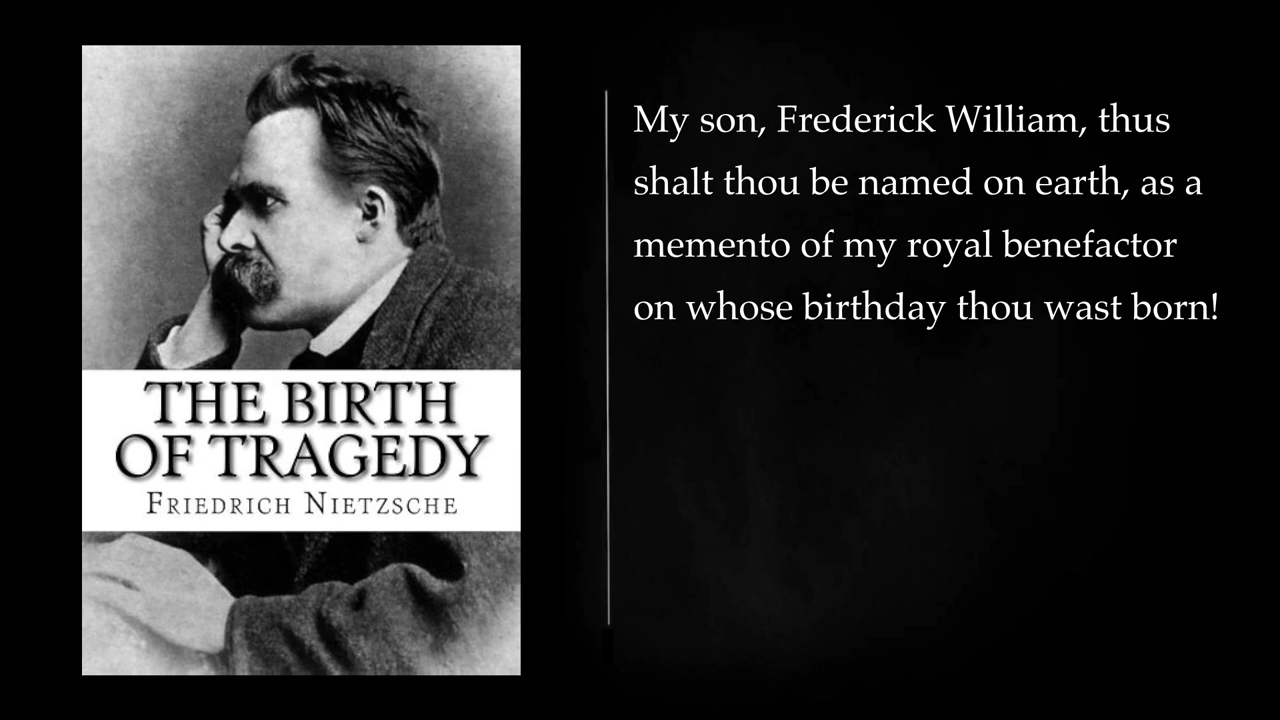 THE BIRTH
OF TRAGEDY
FRIEDRICH NIETZSCHE
My son, Frederick William, thus
shalt thou be named on earth, as a
memento of my royal benefactor
on whose birthday thou wast born!